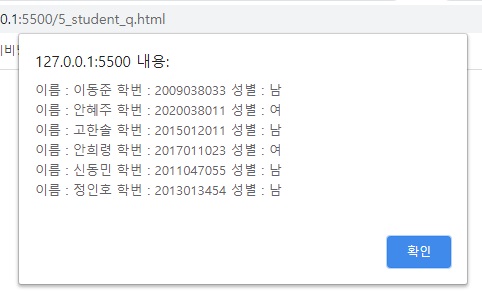 0.1:5500/5_student_q.html
127.0.0.1:5500 내용:
이름 : 이동준 학번 : 2009038033 성별 : 남
이름 : 안혜주 학번 : 2020038011 성별 : 여
이름 : 고한솔 학번 : 2015012011 성별 : 남
이름 : 안희령 학번 : 2017011023 성별 : 여
이름 : 신동민 학번 : 2011047055 성별 : 남
이름 : 정인호 학번 : 2013013454 성별 : 남
확인